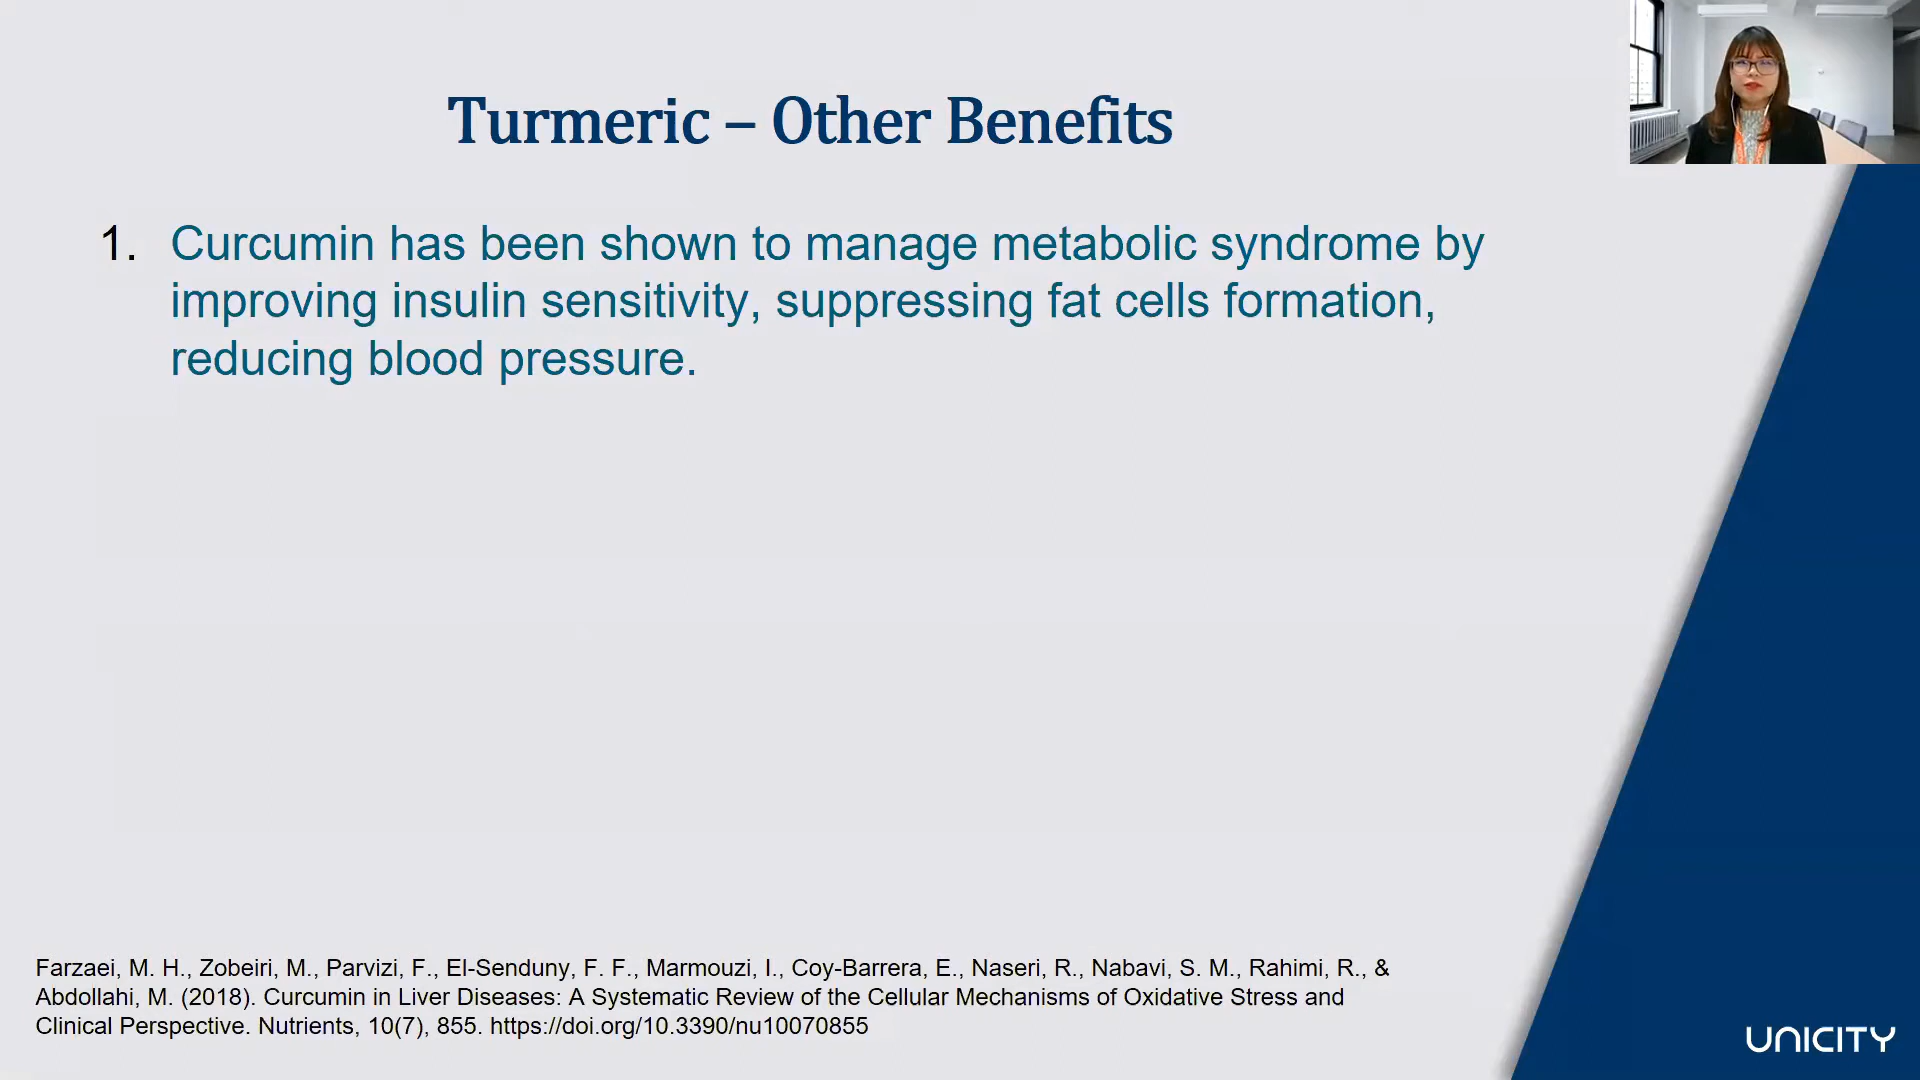 Turmeric – Other Benefits
1. Curcumin has been shown to manage metabolic syndrome by
improving insulin sensitivity, suppressing fat cells formation,
reducing blood pressure.
Farzaei, M. H., Zobeiri, M., Parvizi, F., El-Senduny, F. F., Marmouzi, I., Coy-Barrera, E., Naseri, R., Nabavi, S. M., Rahimi, R., &
Abdollahi, M. (2018). Curcumin in Liver Diseases: A Systematic Review of the Cellular Mechanisms of Oxidative Stress and
Clinical Perspective. Nutrients, 10(7), 855. https://doi.org/10.3390/nu10070855
UNICITY